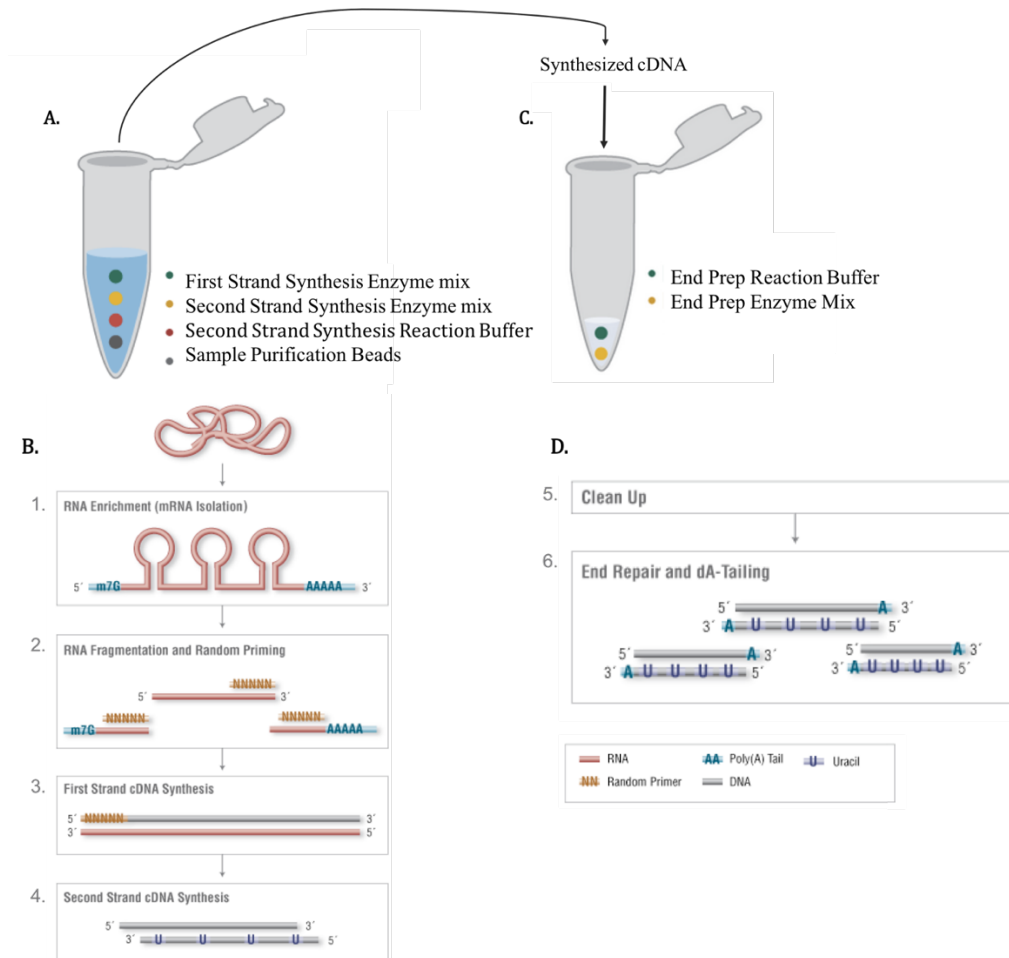 Synthesized cDNA
A.
C.
First Strand Synthesis Enzyme mix
Second Strand Synthesis Enzyme mix
Second Strand Synthesis Reaction Buffer
Sample Purification Beads
End Prep Reaction Buffer
End Prep Enzyme Mix
B.
1.
RNA Enrichment (mRNA Isolation)
5´ m7G AAAAA 3´
2.
RNA Fragmentation and Random Priming
NNNNN
5´ 3´
NNNNN NNNNN
m7G AAAAA
3.
First Strand cDNA Synthesis
5´ NNNNN 3´
3´ 5´
4.
Second Strand cDNA Synthesis
5´ 3´
3´ U U U U 5´
D.
5.
Clean Up
6.
End Repair and dA-Tailing
5´ A 3´
3´ A U U U U 5´
5´ A 3´ 5´ A 3´
3´ A U U U U 5´ 3´ A U U U U 5´
RNA AA Poly(A) Tail U Uracil
NN Random Primer DNA